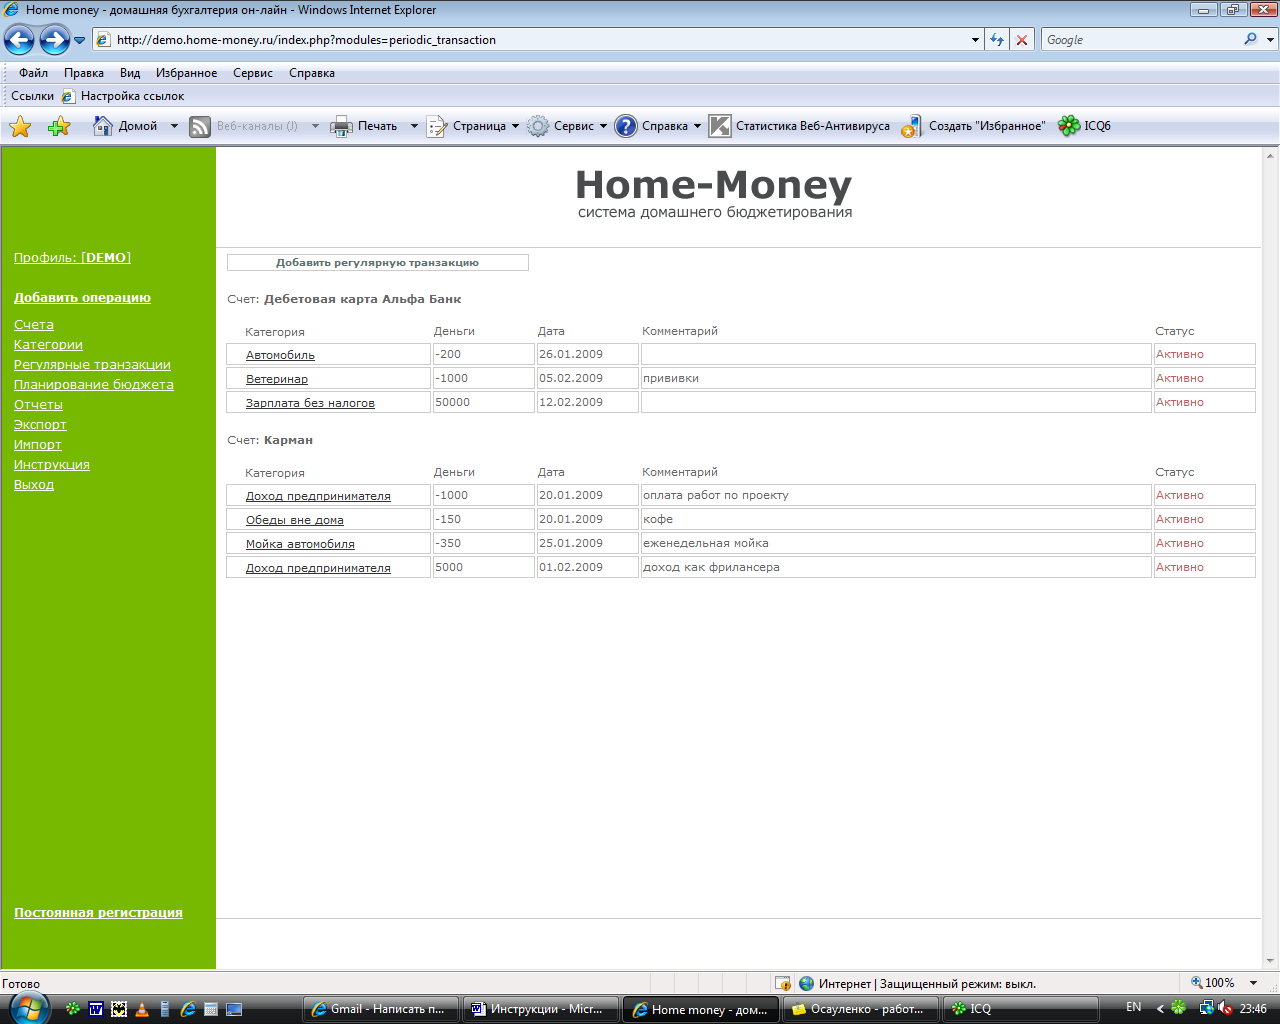 Home money - домашняя бухгалтерия он-лайн - Windows Internet Explorer
http://demo.home-money.ru/index.php?modules=periodic_transaction
Google
Файл Правка Вид Избранное Сервис Справка
Ссылки Настройка ссылок
Домой Веб-каналы (J) Печать Страница Сервис Справка Статистика Веб-Антивируса Создать "Избранное" ICQ6
Home-Money
система домашнего бюджетирования
Профиль: [DEMO]
Добавить операцию
Счета
Категории
Регулярные транзакции
Планирование бюджета
Отчеты
Экспорт
Импорт
Инструкция
Выход
Постоянная регистрация
Добавить регулярную транзакцию
Счет: Дебетовая карта Альфа Банк
Категория Деньги Дата Комментарий Статус
Автомобиль -200 26.01.2009 Активно
Ветеринар -1000 05.02.2009 прививки Активно
Зарплата без налогов 50000 12.02.2009 Активно
Счет: Карман
Категория Деньги Дата Комментарий Статус
Доход предпринимателя -1000 20.01.2009 оплата работ по проекту Активно
Обеды вне дома -150 20.01.2009 кофе Активно
Мойка автомобиля -350 25.01.2009 еженедельная мойка Активно
Доход предпринимателя 5000 01.02.2009 доход как фрилансера Активно
Готово Интернет | Защищенный режим: выкл. 100%
Gmail - Написать п... Инструкции - Micr... Home money - дом... Осауленко - работ... ICQ EN 23:46